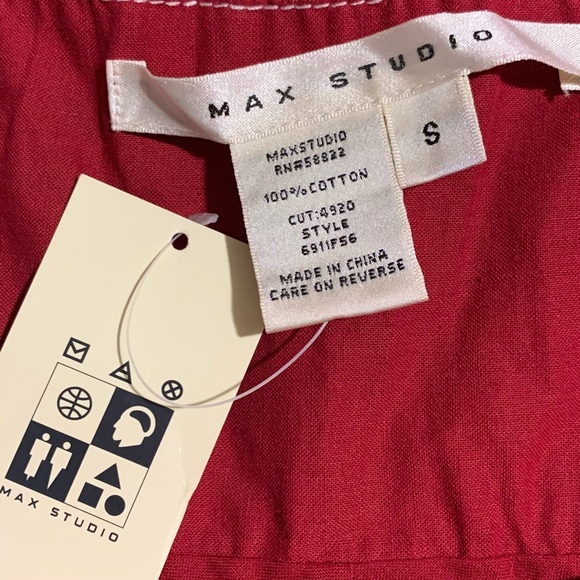 MAX STUDIO
S
MAXSTUDIO
RN#58822
100% COTTON
CUT:4920
STYLE
6911F56
MADE IN CHINA
CARE ON REVERSE
MAX STUDIO